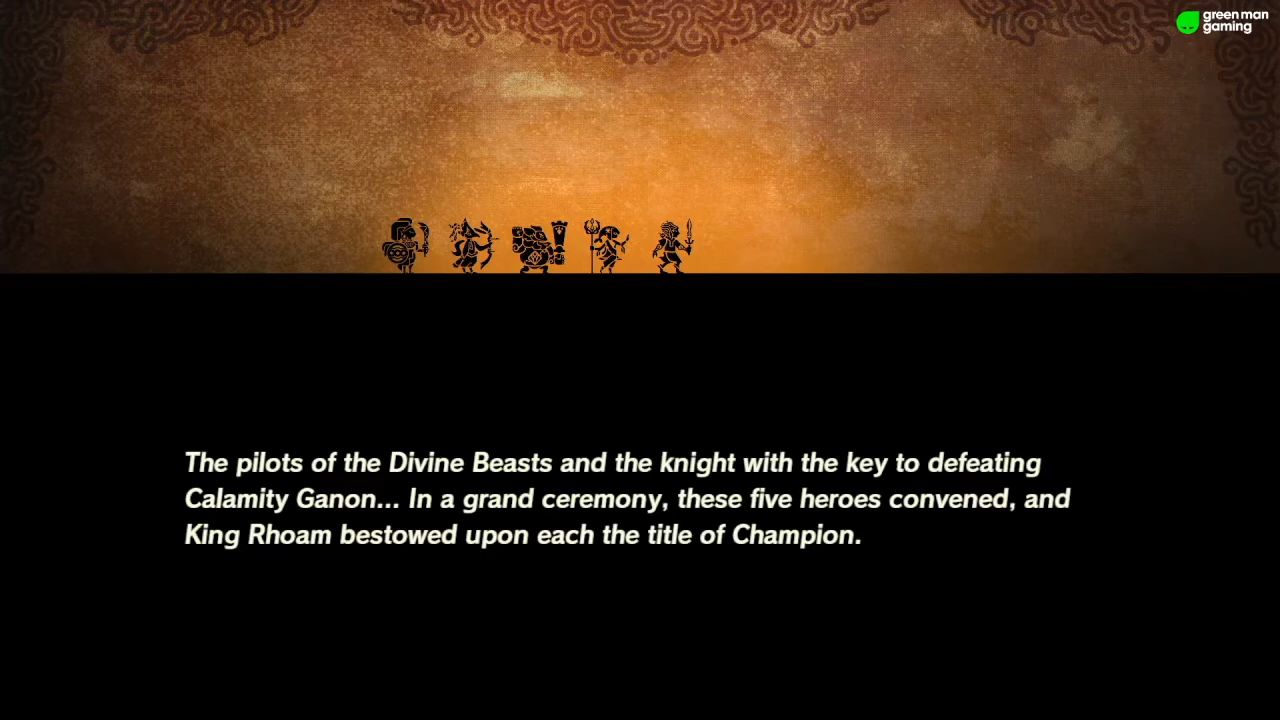 green man
gaming
The pilots of the Divine Beasts and the knight with the key to defeating
Calamity Ganon... In a grand ceremony, these five heroes convened, and
King Rhoam bestowed upon each the title of Champion.